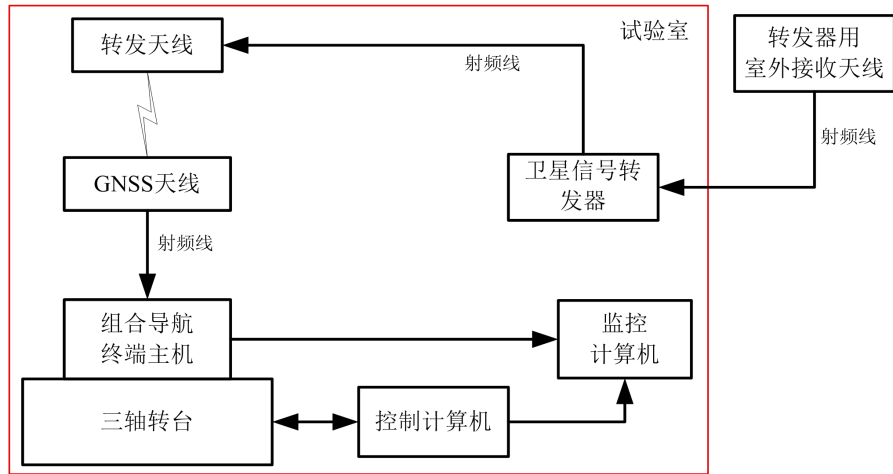 转发天线
射频线
试验室
转发器用
室外接收天线
射频线
GNSS天线
卫星信号转
发器
射频线
组合导航
终端主机
监控
计算机
三轴转台
控制计算机